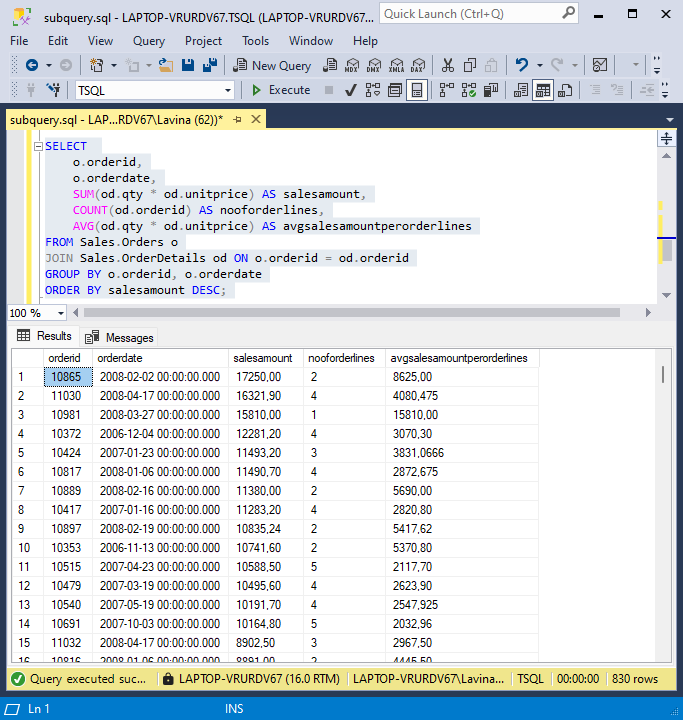 subquery.sql - LAPTOP-VRURDV67.TSQL (LAPTOP-VRURDV67...
Quick Launch (Ctrl+Q)
File Edit View Query Project Tools Window Help
New Query MDX DMX XMLA DAX
TSQL Execute
subquery.sql - LAP...RDV67\Lavina (62))*
SELECT
o.orderid,
o.orderdate,
SUM(od.qty * od.unitprice) AS salesamount,
COUNT(od.orderid) AS nooforderlines,
AVG(od.qty * od.unitprice) AS avgsalesamountperorderlines
FROM Sales.Orders o
JOIN Sales.OrderDetails od ON o.orderid = od.orderid
GROUP BY o.orderid, o.orderdate
ORDER BY salesamount DESC;
100 %
Results Messages
orderid orderdate salesamount nooforderlines avgsalesamountperorderlines
1 10865 2008-02-02 00:00:00.000 17250,00 2 8625,00
2 11030 2008-04-17 00:00:00.000 16321,90 4 4080,475
3 10981 2008-03-27 00:00:00.000 15810,00 1 15810,00
4 10372 2006-12-04 00:00:00.000 12281,20 4 3070,30
5 10424 2007-01-23 00:00:00.000 11493,20 3 3831,0666
6 10817 2008-01-06 00:00:00.000 11490,70 4 2872,675
7 10889 2008-02-16 00:00:00.000 11380,00 2 5690,00
8 10417 2007-01-16 00:00:00.000 11283,20 4 2820,80
9 10897 2008-02-19 00:00:00.000 10835,24 2 5417,62
10 10353 2006-11-13 00:00:00.000 10741,60 2 5370,80
11 10515 2007-04-23 00:00:00.000 10588,50 5 2117,70
12 10479 2007-03-19 00:00:00.000 10495,60 4 2623,90
13 10540 2007-05-19 00:00:00.000 10191,70 4 2547,925
14 10691 2007-10-03 00:00:00.000 10164,80 5 2032,96
15 11032 2008-04-17 00:00:00.000 8902,50 3 2967,50
16 10816 2008-01-06 00:00:00.000 8891,00 2 4445,50
Query executed suc... LAPTOP-VRURDV67 (16.0 RTM) LAPTOP-VRURDV67\Lavina... TSQL 00:00:00 830 rows
Ln 1 INS